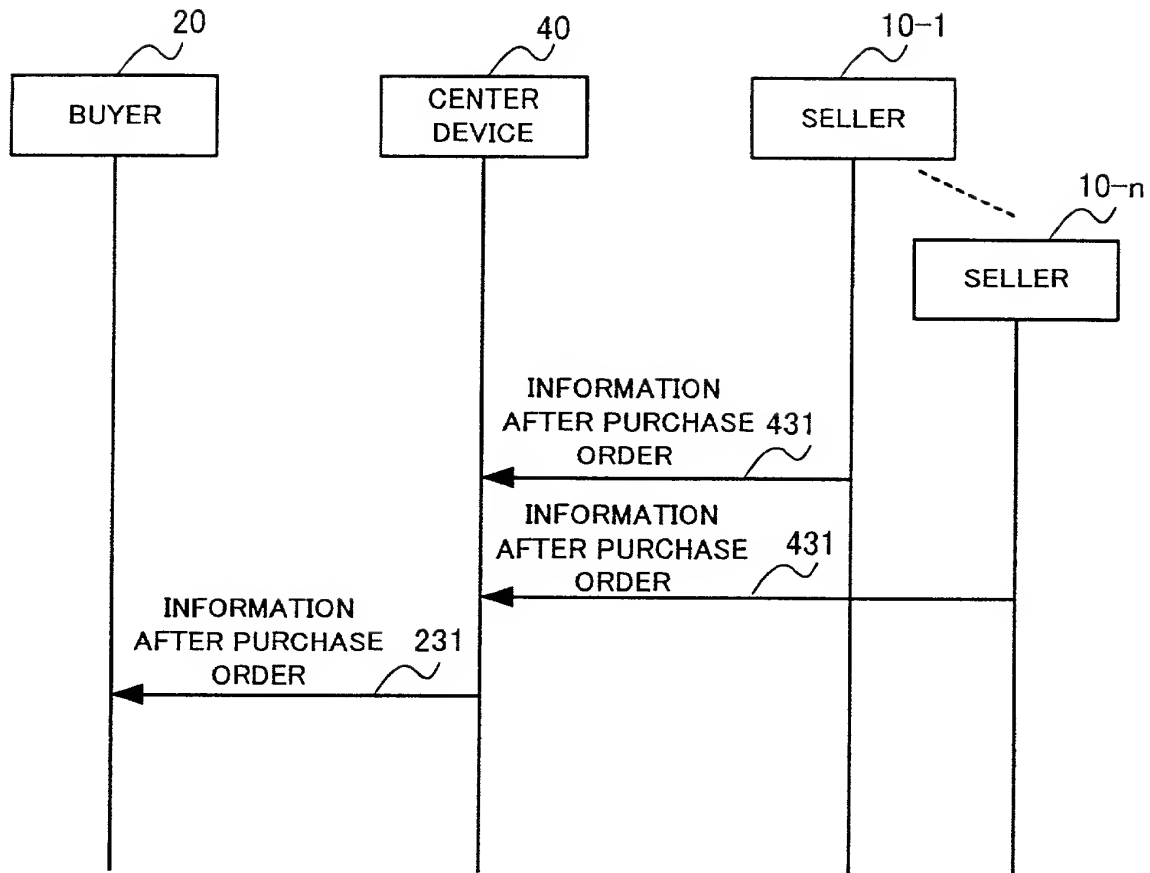 20
40
10-1
BUYER
CENTER
DEVICE
SELLER
10-n
SELLER
INFORMATION
AFTER PURCHASE
ORDER
431
INFORMATION
AFTER PURCHASE
ORDER
431
INFORMATION
AFTER PURCHASE
ORDER
231